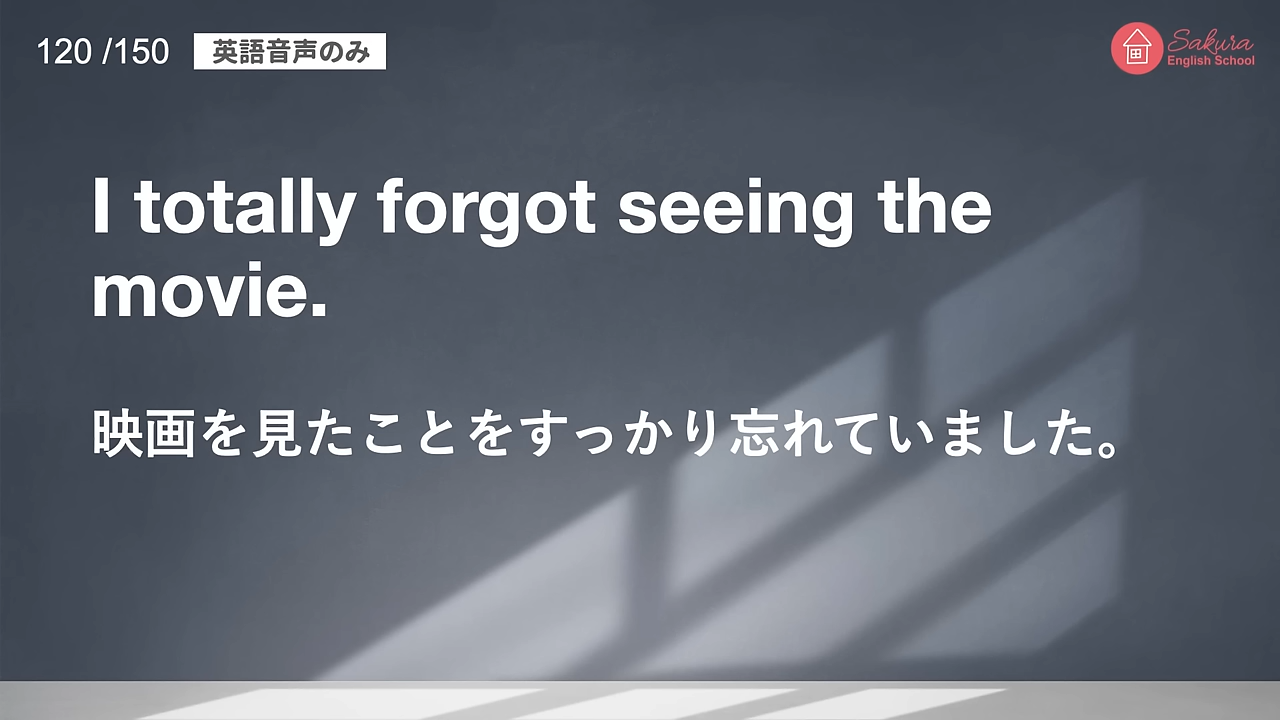 120 /150
英語音声のみ
Sakura
English School
I totally forgot seeing the
movie.
映画を見たことをすっかり忘れていました。